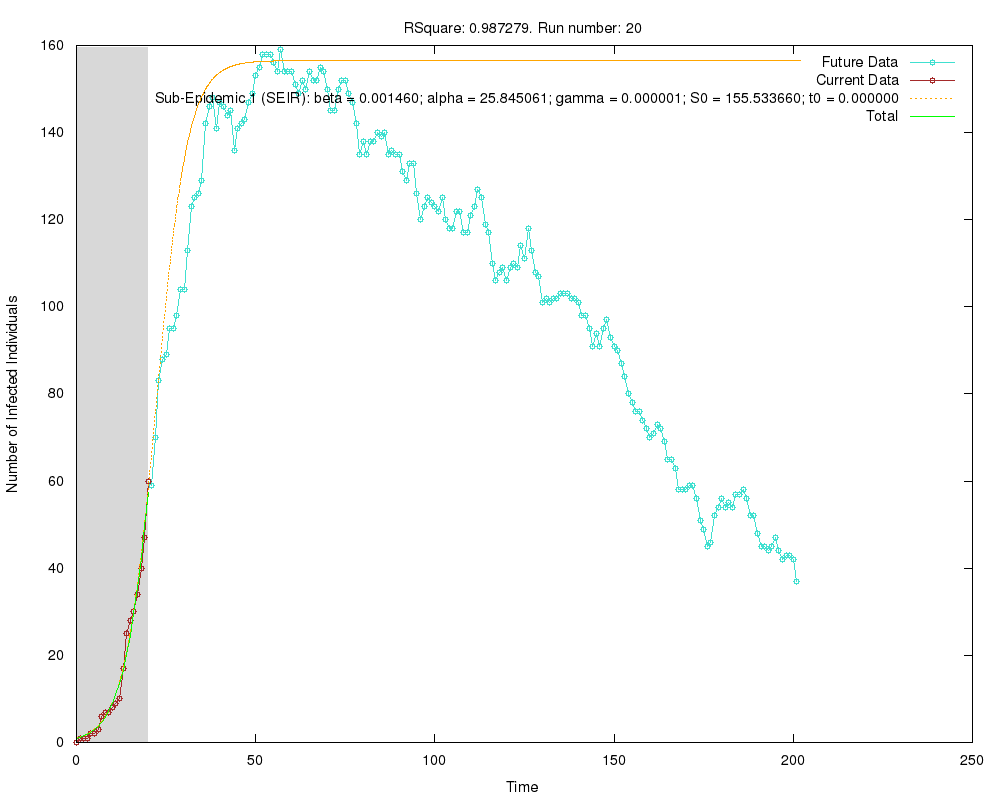 RSquare: 0.987279. Run number: 20
Future Data
Current Data
Sub-Epidemic 1 (SEIR): beta = 0.001460; alpha = 25.845061; gamma = 0.000001; S0 = 155.533660; t0 = 0.000000
Total
Number of Infected Individuals
160
140
120
100
80
60
40
20
0
0 50 100 150 200 250
Time